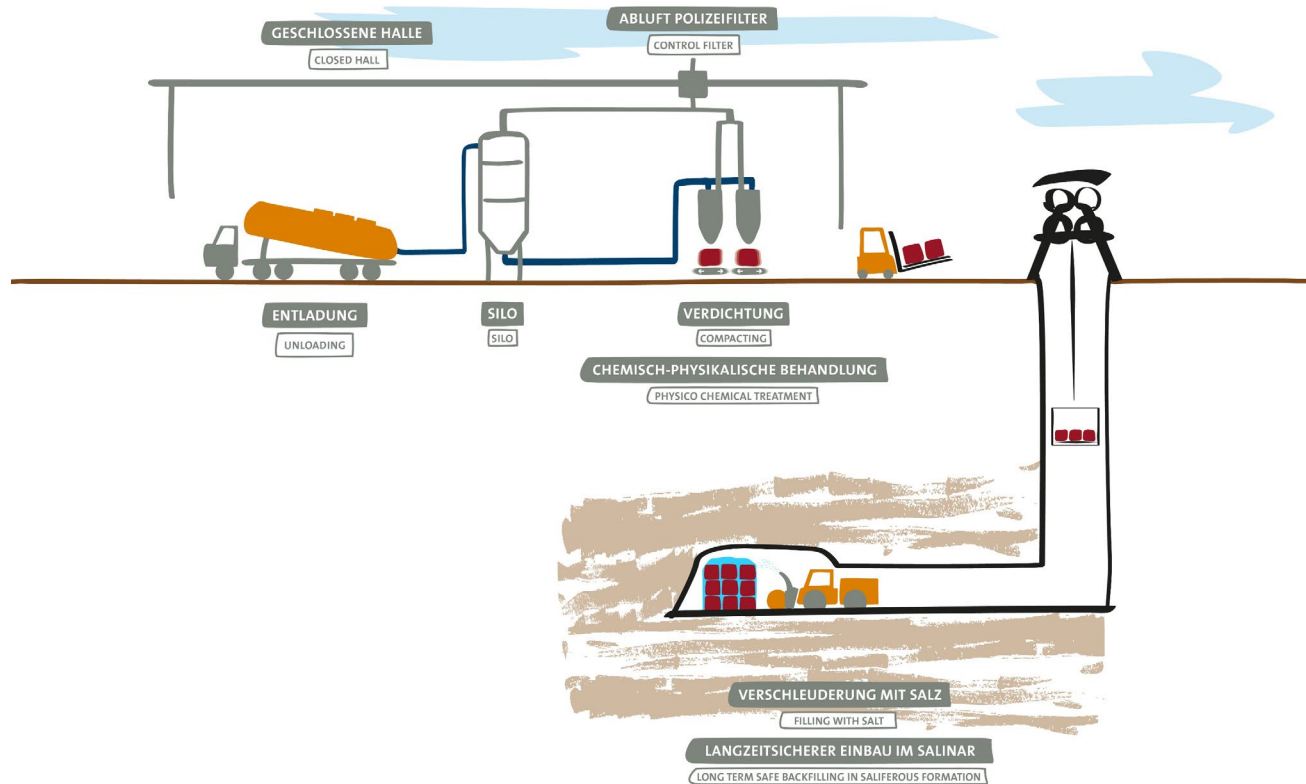 GESCHLOSSENE HALLE
CLOSED HALL
ABLUFT POLIZEIFILTER
CONTROL FILTER
ENTLADUNG
UNLOADING
SILO
SILO
VERDICHTUNG
COMPACTING
CHEMISCH-PHYSIKALISCHE BEHANDLUNG
PHYSICO CHEMICAL TREATMENT
VERSCHLEUDERUNG MIT SALZ
FILLING WITH SALT
LANGZEITSICHERER EINBAU IM SALINAR
LONG TERM SAFE BACKFILLING IN SALIFEROUS FORMATION